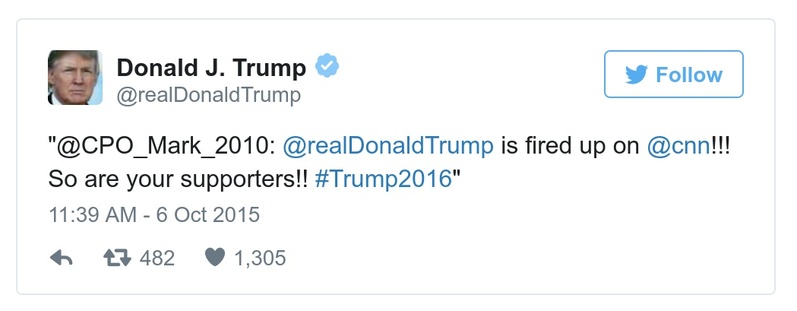 Donald J. Trump
@realDonaldTrump
Follow
"@CPO_Mark_2010: @realDonaldTrump is fired up on @cnn!!!
So are your supporters!! #Trump2016"
11:39 AM - 6 Oct 2015
482 1,305